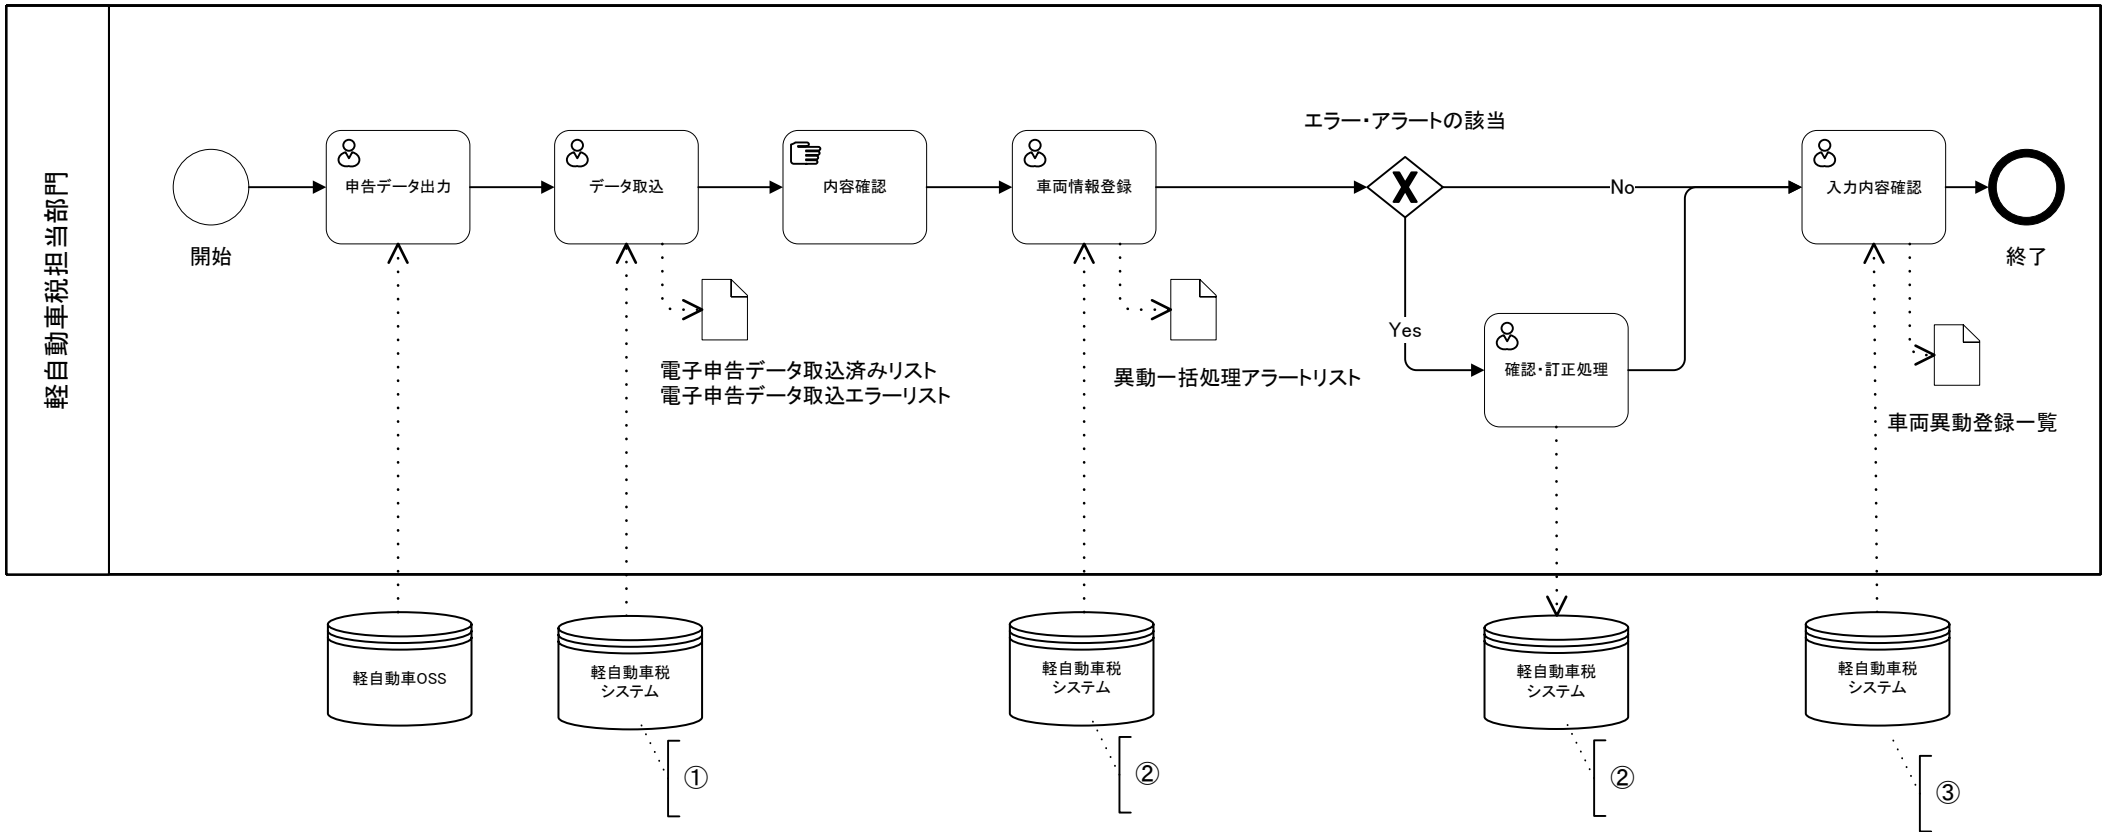 軽自動車税担当部門
開始
申告データ出力
データ取込
内容確認
車両情報登録
エラー・アラートの該当
No
Yes
確認・訂正処理
入力内容確認
終了
電子申告データ取込済みリスト
電子申告データ取込エラーリスト
異動一括処理アラートリスト
車両異動登録一覧
軽自動車OSS
軽自動車税
システム
①
軽自動車税
システム
②
軽自動車税
システム
②
軽自動車税
システム
③